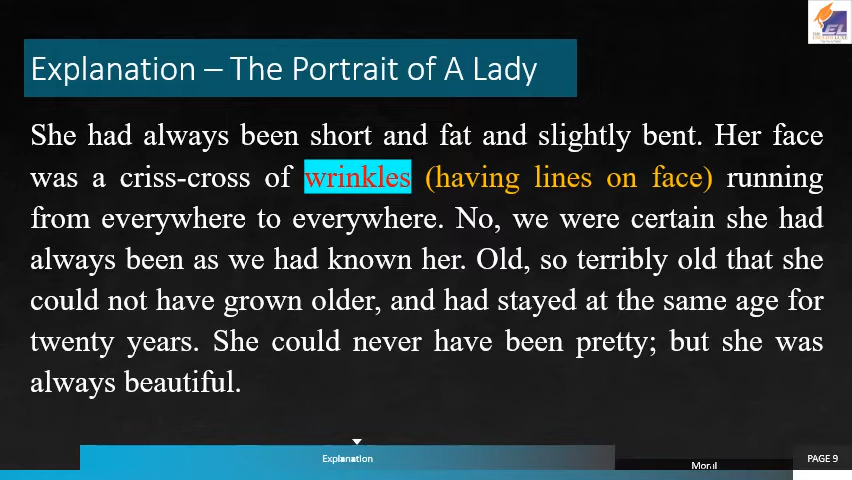 EL
Explanation – The Portrait of A Lady
She had always been short and fat and slightly bent. Her face
was a criss-cross of wrinkles (having lines on face) running
from everywhere to everywhere. No, we were certain she had
always been as we had known her. Old, so terribly old that she
could not have grown older, and had stayed at the same age for
twenty years. She could never have been pretty; but she was
always beautiful.
Explanation
Moral
PAGE 9